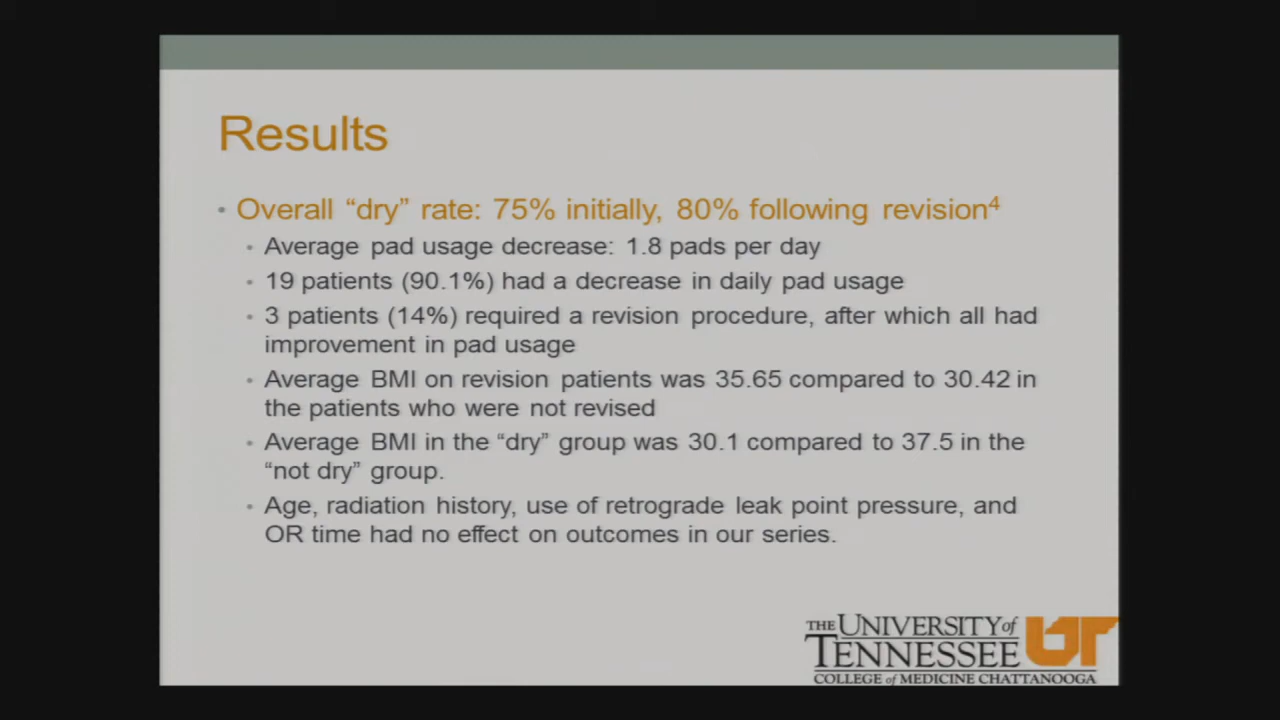 Results
• Overall “dry” rate: 75% initially, 80% following revision⁴
• Average pad usage decrease: 1.8 pads per day
• 19 patients (90.1%) had a decrease in daily pad usage
• 3 patients (14%) required a revision procedure, after which all had
improvement in pad usage
• Average BMI on revision patients was 35.65 compared to 30.42 in
the patients who were not revised
• Average BMI in the “dry” group was 30.1 compared to 37.5 in the
“not dry” group.
• Age, radiation history, use of retrograde leak point pressure, and
OR time had no effect on outcomes in our series.
THE UNIVERSITY of
TENNESSEE
COLLEGE of MEDICINE CHATTANOOGA
UT